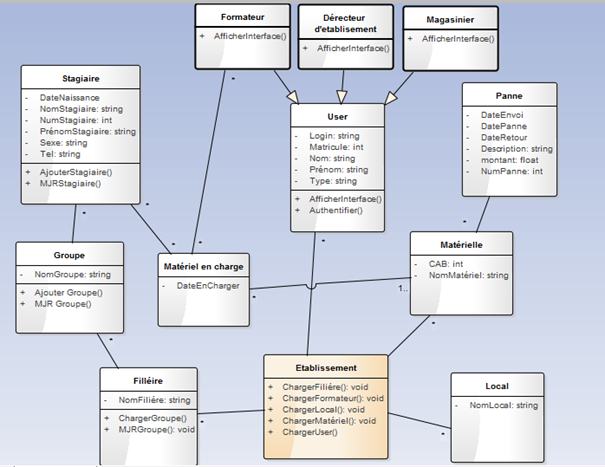 Formateur
+ AfficherInterface()
Dérecteur
d'etablisement
+ AfficherInterface()
Magasinier
+ AfficherInterface()
Stagiaire
- DateNaissance
- NomStagiaire: string
- NumStagiaire: int
- PrénomStagiaire: string
- Sexe: string
- Tel: string
+ AjouterStagiaire()
+ MJRStagiaire()
User
- Login: string
- Matricule: int
- Nom: string
- Prénom: string
- Type: string
+ AfficherInterface()
+ Authentifier()
Panne
- DateEnvoi
- DatePanne
- DateRetour
- Description: string
- montant: float
- NumPanne: int
*
*
*
*
*
Groupe
- NomGroupe: string
+ Ajouter Groupe()
+ MJR Groupe()
Matériel en charge
- DateEnCharger
Matérielle
- CAB: int
- NomMatériel: string
*
1..
*
*
*
Filléire
- NomFiliére: string
+ ChargerGroupe()
+ MJRGroupe(): void
Etablissement
+ ChargerFiliére(): void
+ ChargerFormateur(): void
+ ChargerLocal(): void
+ ChargerMatériel(): void
+ ChargerUser()
Local
- NomLocal: string
*
*